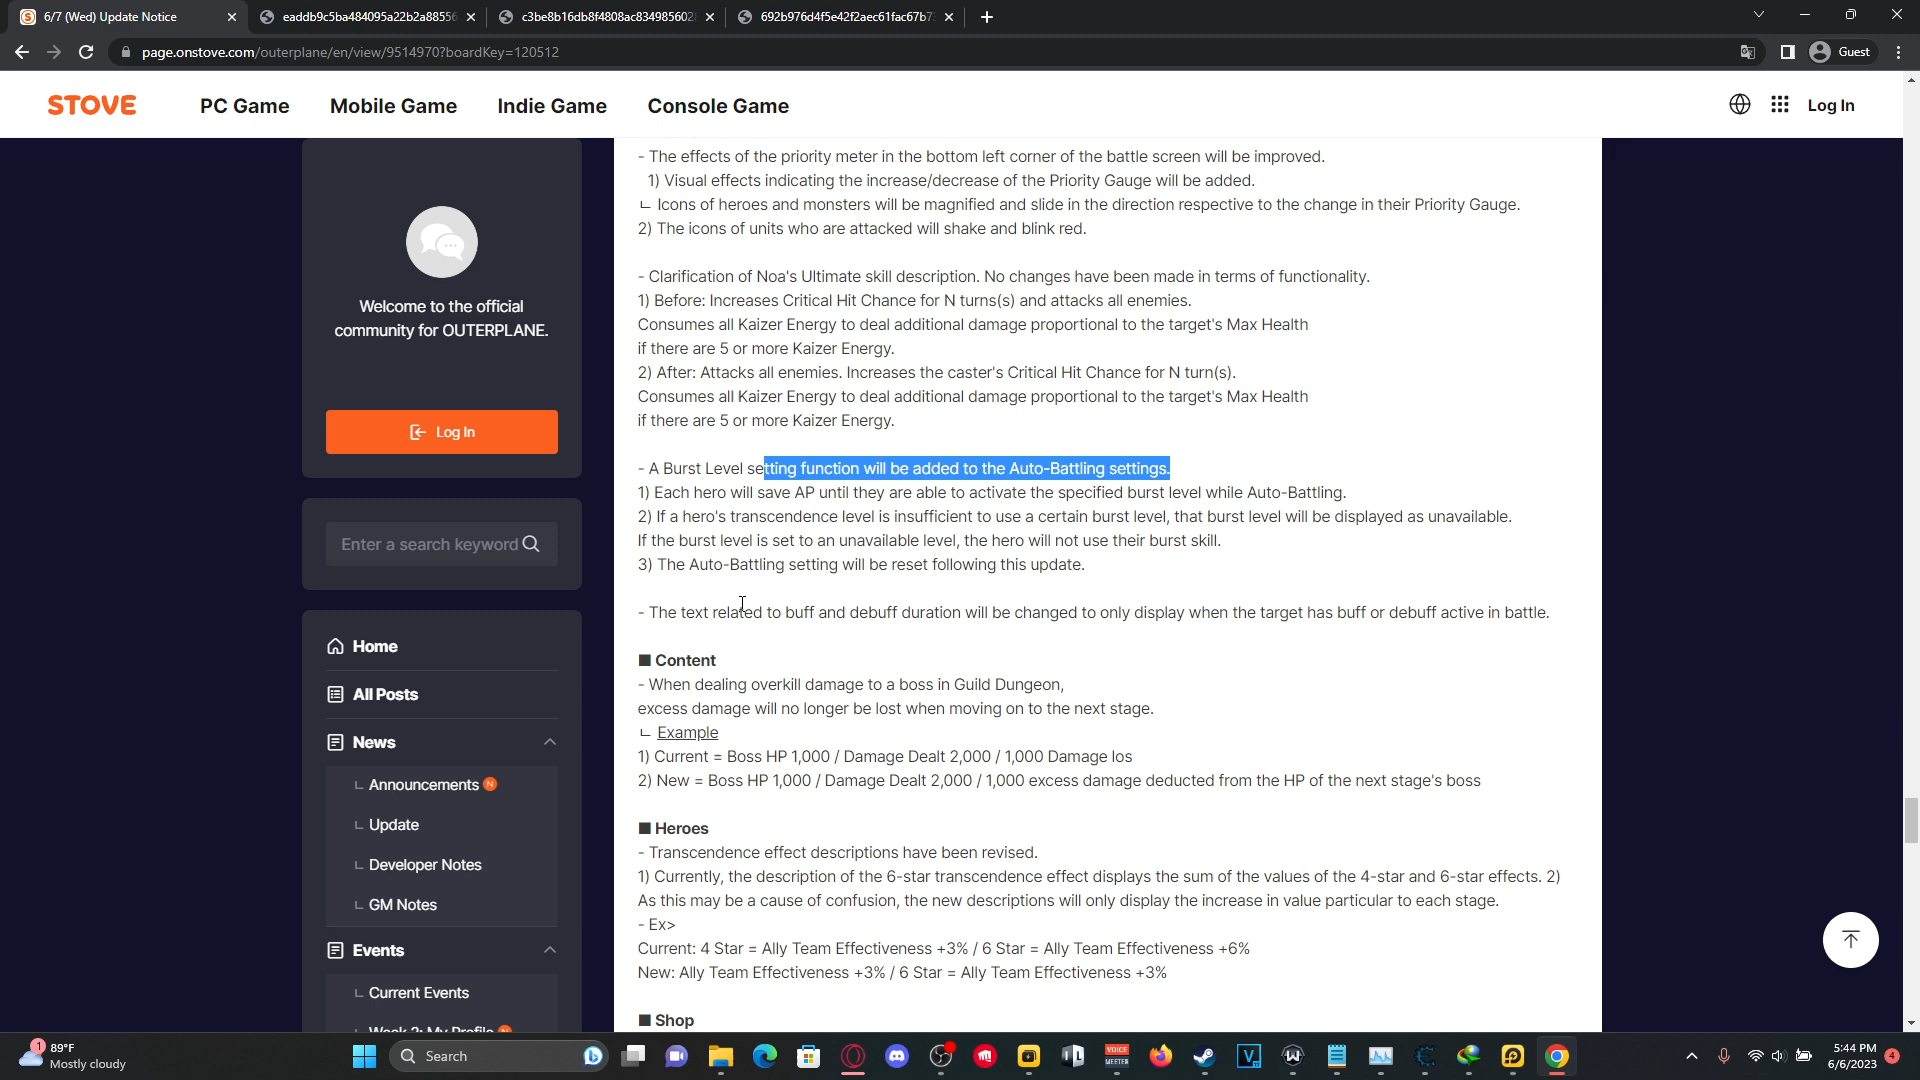 6/7 (Wed) Update Notice
eaddb9c5ba484095a22b2a88556
c3be8b16db8f4808ac834985602
692b976d4f5e42f2aec61fac67b7
page.onstove.com/outerplane/en/view/9514970?boardKey=120512
Guest
STOVE
PC Game
Mobile Game
Indie Game
Console Game
Log In
Welcome to the official
community for OUTERPLANE.
Log In
Enter a search keyword
Home
All Posts
News
Announcements N
Update
Developer Notes
GM Notes
Events
Current Events
Week 2: My Profile
- The effects of the priority meter in the bottom left corner of the battle screen will be improved.
1) Visual effects indicating the increase/decrease of the Priority Gauge will be added.
ㄴ Icons of heroes and monsters will be magnified and slide in the direction respective to the change in their Priority Gauge.
2) The icons of units who are attacked will shake and blink red.
- Clarification of Noa's Ultimate skill description. No changes have been made in terms of functionality.
1) Before: Increases Critical Hit Chance for N turns(s) and attacks all enemies.
Consumes all Kaizer Energy to deal additional damage proportional to the target's Max Health
if there are 5 or more Kaizer Energy.
2) After: Attacks all enemies. Increases the caster's Critical Hit Chance for N turn(s).
Consumes all Kaizer Energy to deal additional damage proportional to the target's Max Health
if there are 5 or more Kaizer Energy.
- A Burst Level setting function will be added to the Auto-Battling settings.
1) Each hero will save AP until they are able to activate the specified burst level while Auto-Battling.
2) If a hero's transcendence level is insufficient to use a certain burst level, that burst level will be displayed as unavailable.
If the burst level is set to an unavailable level, the hero will not use their burst skill.
3) The Auto-Battling setting will be reset following this update.
- The text related to buff and debuff duration will be changed to only display when the target has buff or debuff active in battle.
■ Content
- When dealing overkill damage to a boss in Guild Dungeon,
excess damage will no longer be lost when moving on to the next stage.
ㄴ Example
1) Current = Boss HP 1,000 / Damage Dealt 2,000 / 1,000 Damage los
2) New = Boss HP 1,000 / Damage Dealt 2,000 / 1,000 excess damage deducted from the HP of the next stage's boss
■ Heroes
- Transcendence effect descriptions have been revised.
1) Currently, the description of the 6-star transcendence effect displays the sum of the values of the 4-star and 6-star effects. 2)
As this may be a cause of confusion, the new descriptions will only display the increase in value particular to each stage.
- Ex>
Current: 4 Star = Ally Team Effectiveness +3% / 6 Star = Ally Team Effectiveness +6%
New: Ally Team Effectiveness +3% / 6 Star = Ally Team Effectiveness +3%
■ Shop
1
89°F
Mostly cloudy
Search
VOICE
MEETER
5:44 PM
6/6/2023
4